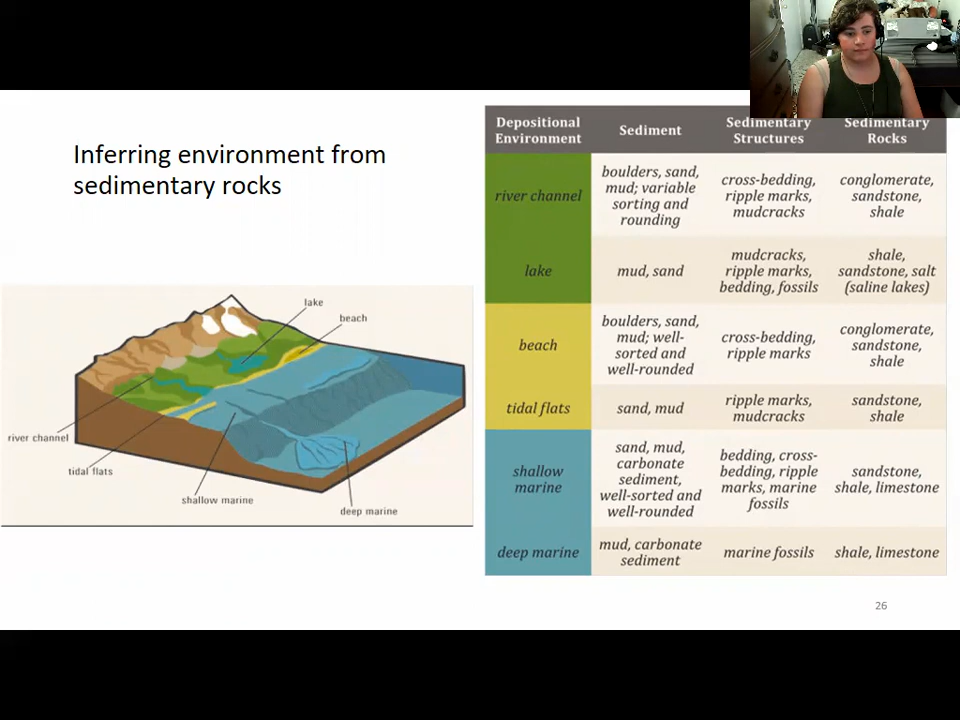 Inferring environment from
sedimentary rocks
lake
beach
river channel
tidal flats
shallow marine
deep marine
Depositional
Environment
Sediment
Sedimentary
Structures
Sedimentary
Rocks
river channel
boulders, sand,
mud; variable
sorting and
rounding
cross-bedding,
ripple marks,
mudcracks
conglomerate,
sandstone,
shale
lake
mud, sand
mudcracks,
ripple marks,
bedding, fossils
shale,
sandstone, salt
(saline lakes)
beach
boulders, sand,
mud; well-
sorted and
well-rounded
cross-bedding,
ripple marks
conglomerate,
sandstone,
shale
tidal flats
sand, mud
ripple marks,
mudcracks
sandstone,
shale
shallow
marine
sand, mud,
carbonate
sediment,
well-sorted and
well-rounded
bedding, cross-
bedding, ripple
marks, marine
fossils
sandstone,
shale, limestone
deep marine
mud, carbonate
sediment
marine fossils
shale, limestone
26